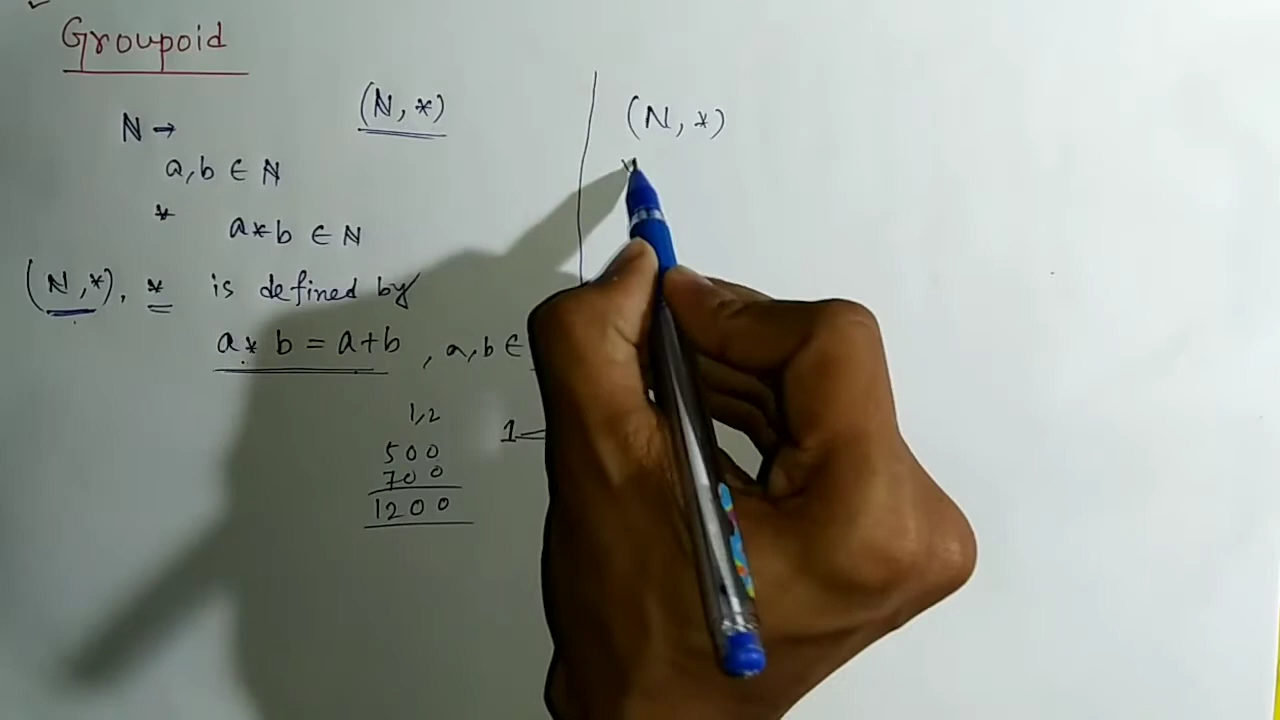 Groupoid
(N, *)
N →
a, b ∈ N
* a * b ∈ N
(N, *). * is defined by
a * b = a + b , a, b ∈
1, 2
500
700
1200
1
(N, *)